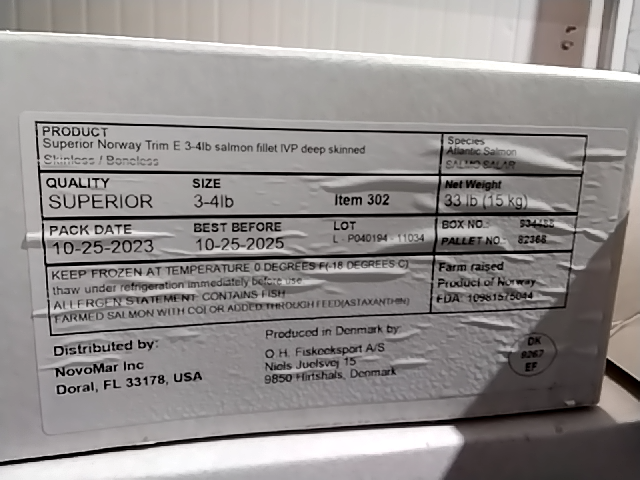 PRODUCT
Superior Norway Trim E 3-4lb salmon fillet IVP deep skinned
Skinless / Boneless
Species
Atlantic Salmon
SALMO SALAR
QUALITY
SUPERIOR
SIZE
3-4lb
Item 302
Net Weight
33 lb (15 kg)
PACK DATE
10-25-2023
BEST BEFORE
10-25-2025
LOT
L - P040194 - 11034
BOX NO.:
PALLET NO.: 82368
KEEP FROZEN AT TEMPERATURE 0 DEGREES F(-18 DEGREES C)
thaw under refrigeration immediately before use
ALLERGEN STATEMENT: CONTAINS FISH
FARMED SALMON WITH COLOR ADDED THROUGH FEED(ASTAXANTHIN)
Farm raised
Product of Norway
FDA: 10981575044
Distributed by:
NovoMar Inc
Doral, FL 33178, USA
Produced in Denmark by:
O.H. Fiskeeksport A/S
Niels Juelsvej 15
9850 Hirtshals, Denmark
DK
EF